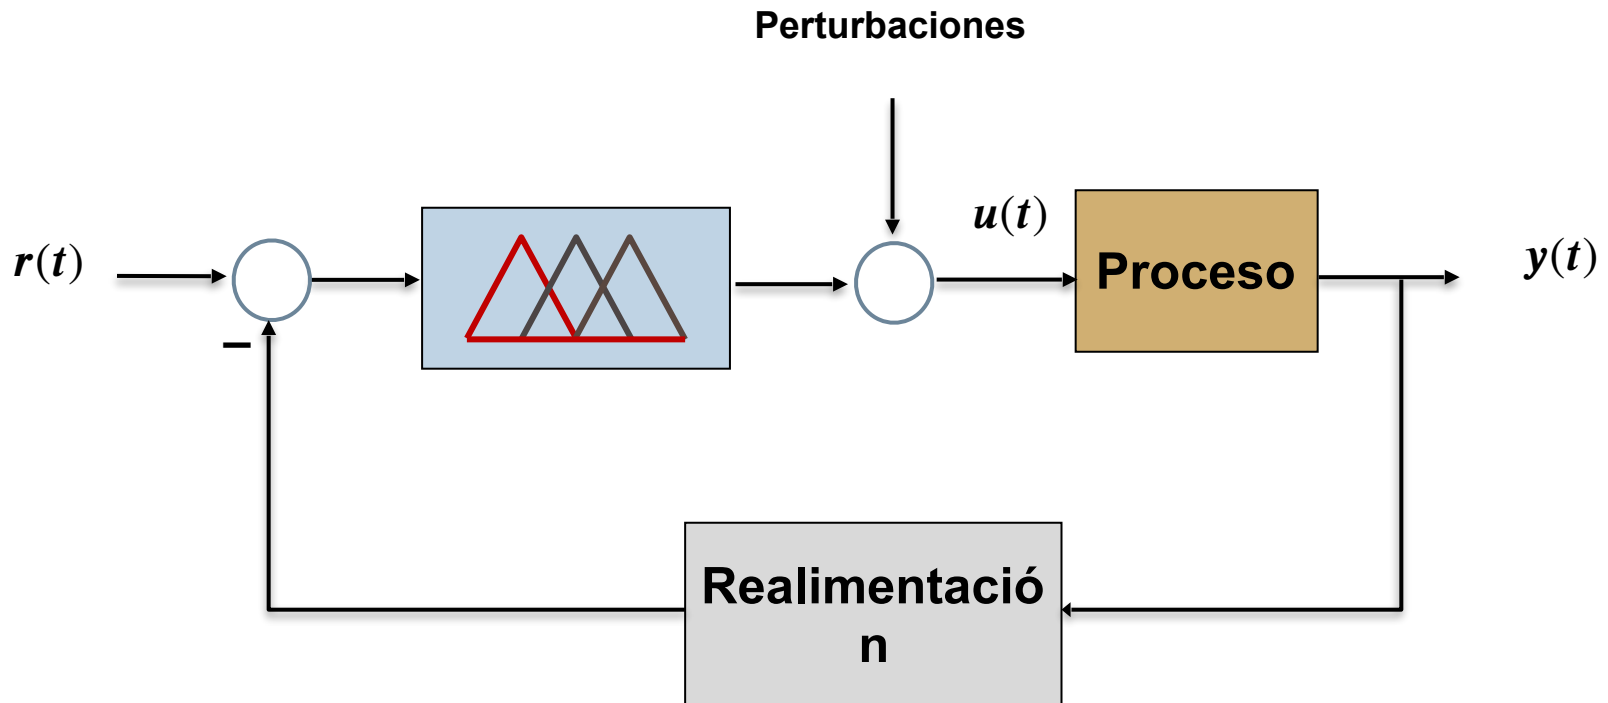 Perturbaciones
r(t)
u(t)
Proceso
y(t)
−
Realimentació
n